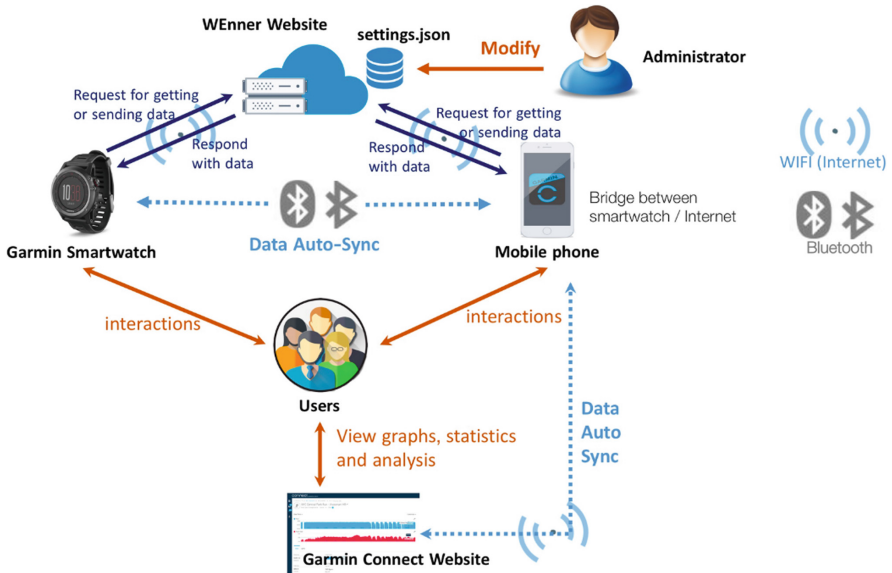 WEnner Website
settings.json
Modify
Administrator
Request for getting
or sending data
Respond
with data
Request for getting
or sending data
Respond
with data
WIFI (Internet)
Bridge between
smartwatch / Internet
Bluetooth
Data Auto-Sync
Garmin Smartwatch
Mobile phone
interactions
interactions
Users
View graphs, statistics
and analysis
Data
Auto
Sync
Garmin Connect Website